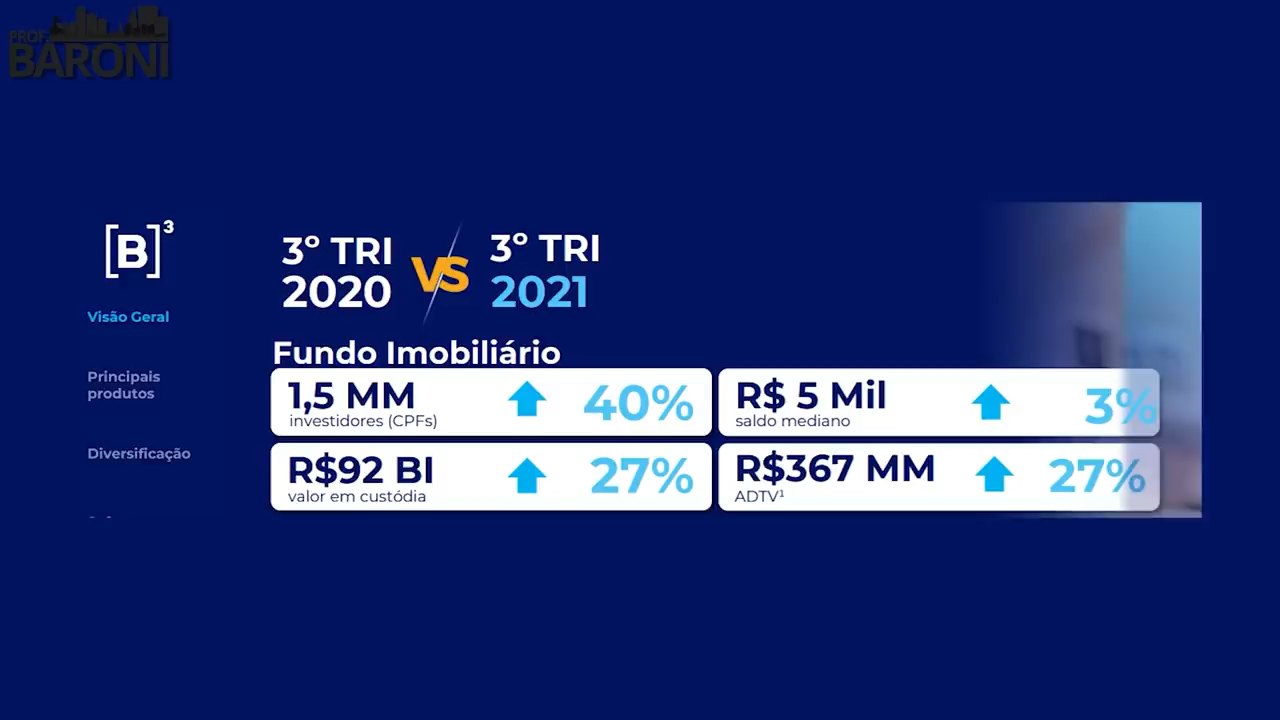 PROF.
BARONI
[B]³
Visão Geral
Principais
produtos
Diversificação
3º TRI
2020
VS
3º TRI
2021
Fundo Imobiliário
1,5 MM
investidores (CPFs)
40%
R$ 5 Mil
saldo mediano
3%
R$92 BI
valor em custódia
27%
R$367 MM
ADTV¹
27%